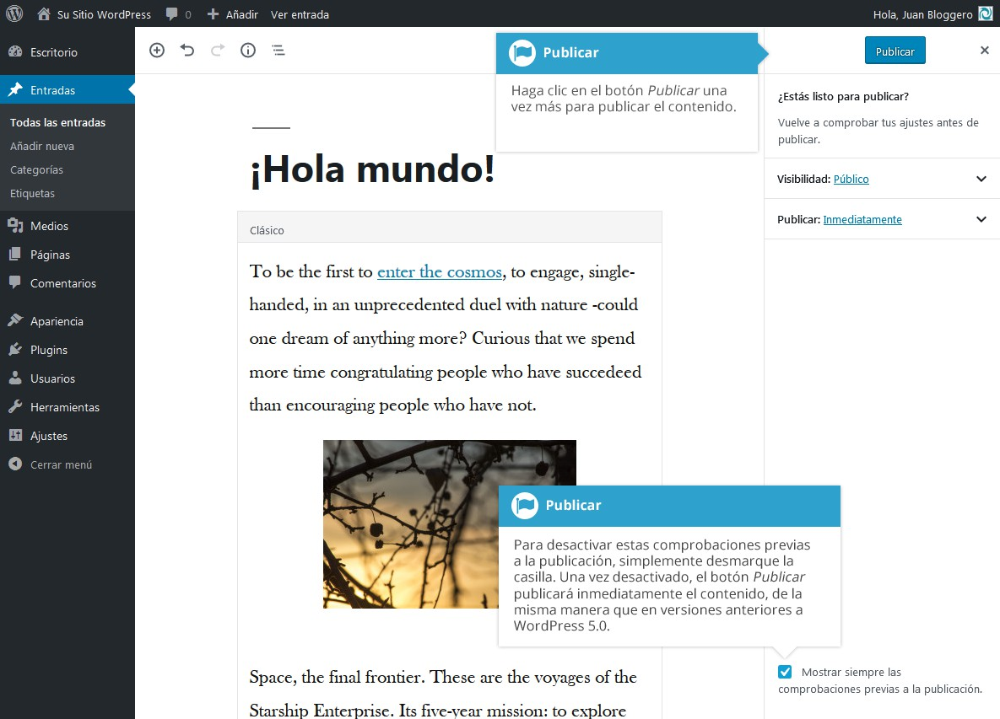 Su Sitio WordPress
0
Añadir
Ver entrada
Hola, Juan Bloggero
Escritorio
Entradas
Todas las entradas
Añadir nueva
Categorías
Etiquetas
Medios
Páginas
Comentarios
Apariencia
Plugins
Usuarios
Herramientas
Ajustes
Cerrar menú
Publicar
Haga clic en el botón Publicar una
vez más para publicar el contenido.
Publicar
¿Estás listo para publicar?
Vuelve a comprobar tus ajustes antes de
publicar.
Visibilidad: Público
Publicar: Inmediatamente
¡Hola mundo!
Clásico
To be the first to enter the cosmos, to engage, single-
handed, in an unprecedented duel with nature -could
one dream of anything more? Curious that we spend
more time congratulating people who have succedeed
than encouraging people who have not.
Publicar
Para desactivar estas comprobaciones previas
a la publicación, simplemente desmarque la
casilla. Una vez desactivado, el botón Publicar
publicará inmediatamente el contenido, de la
misma manera que en versiones anteriores a
WordPress 5.0.
Mostrar siempre las
comprobaciones previas a la publicación.
Space, the final frontier. These are the voyages of the
Starship Enterprise. Its five-year mission: to explore